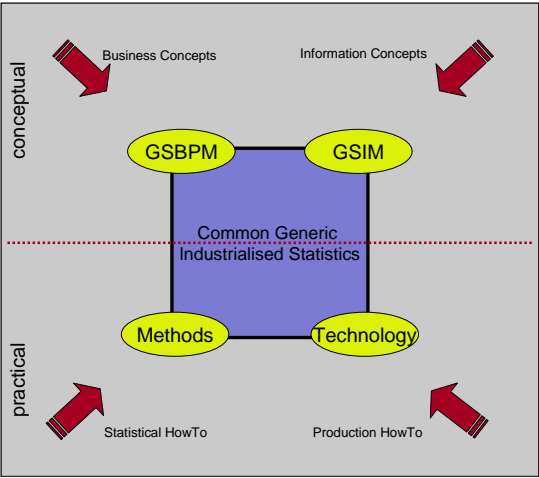 Business Concepts
Information Concepts
conceptual
GSBPM
GSIM
Common Generic
Industrialised Statistics
Methods
Technology
practical
Statistical HowTo
Production HowTo